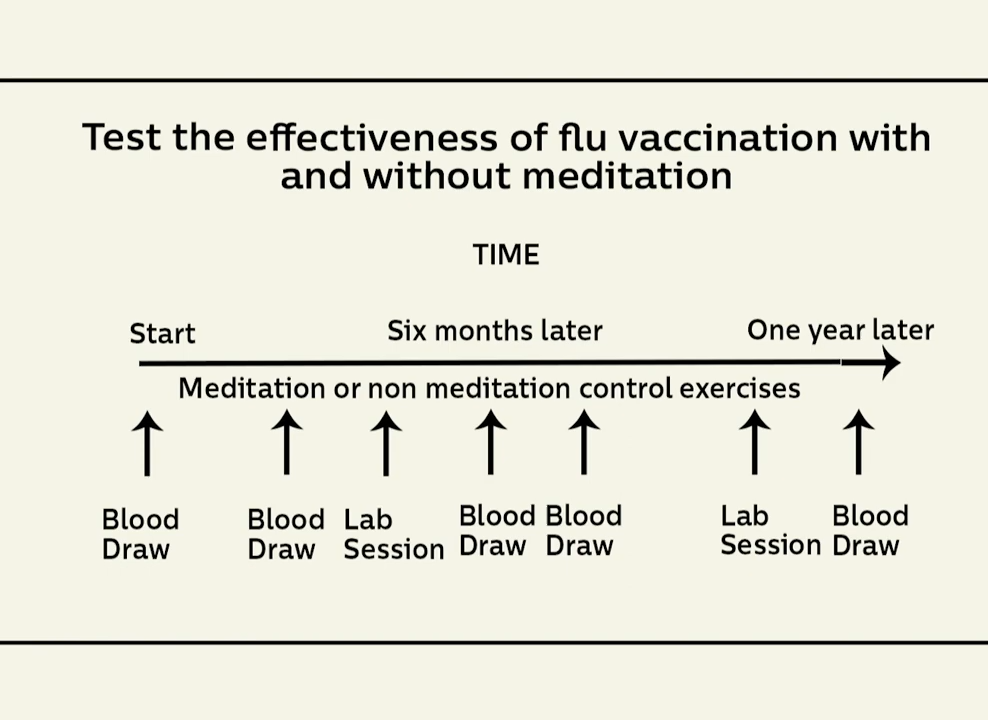 Test the effectiveness of flu vaccination with
and without meditation
TIME
Start
Six months later
One year later
Meditation or non meditation control exercises
Blood
Draw
Blood
Draw
Lab
Session
Blood
Draw
Blood
Draw
Lab
Session
Blood
Draw